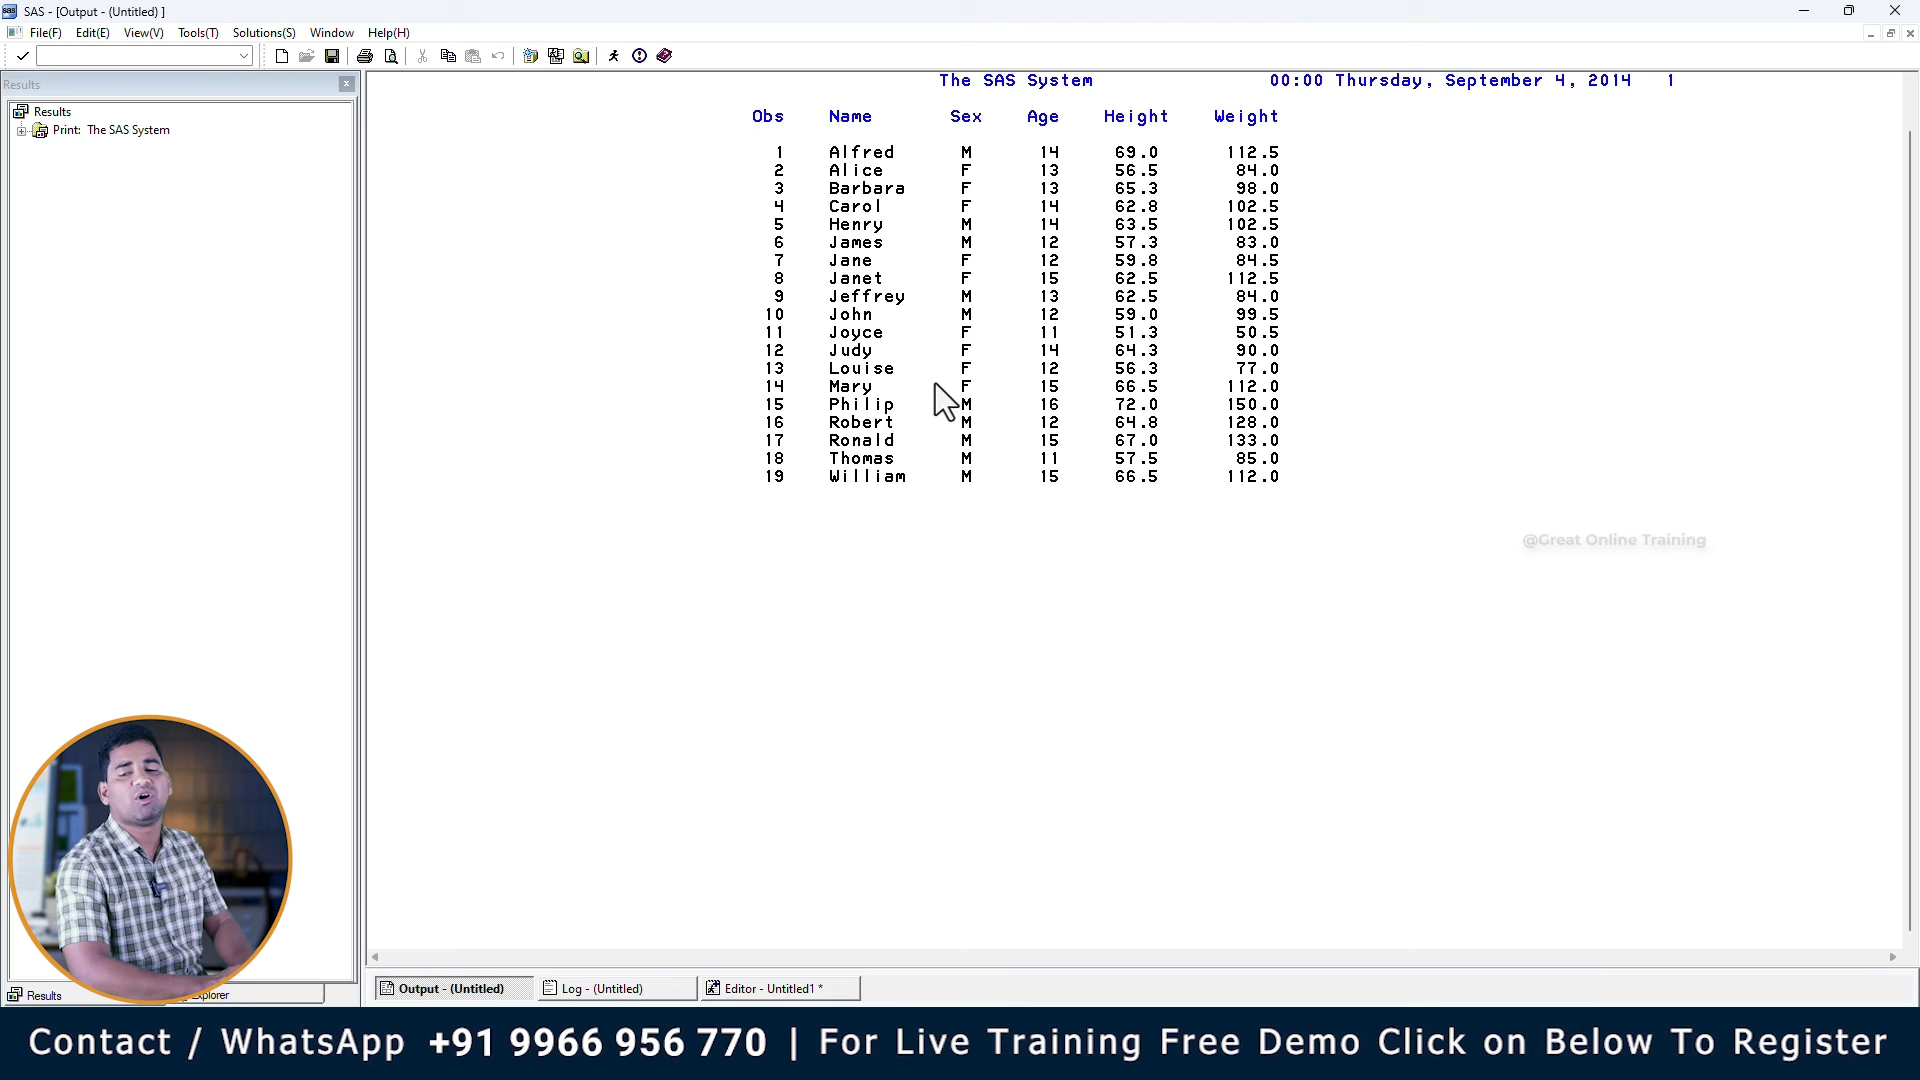 SAS - [Output - (Untitled) ]
File(F) Edit(E) View(V) Tools(T) Solutions(S) Window Help(H)
Results
Results
Print: The SAS System
The SAS System 00:00 Thursday, September 4, 2014 1
Obs Name Sex Age Height Weight
1 Alfred M 14 69.0 112.5
2 Alice F 13 56.5 84.0
3 Barbara F 13 65.3 98.0
4 Carol F 14 62.8 102.5
5 Henry M 14 63.5 102.5
6 James M 12 57.3 83.0
7 Jane F 12 59.8 84.5
8 Janet F 15 62.5 112.5
9 Jeffrey M 13 62.5 84.0
10 John M 12 59.0 99.5
11 Joyce F 11 51.3 50.5
12 Judy F 14 64.3 90.0
13 Louise F 12 56.3 77.0
14 Mary F 15 66.5 112.0
15 Philip M 16 72.0 150.0
16 Robert M 12 64.8 128.0
17 Ronald M 15 67.0 133.0
18 Thomas M 11 57.5 85.0
19 William M 15 66.5 112.0
@Great Online Training
Output - (Untitled) Log - (Untitled) Editor - Untitled1 *
Results
Contact / WhatsApp +91 9966 956 770 | For Live Training Free Demo Click on Below To Register